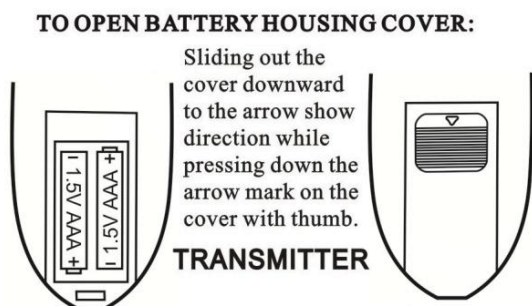 TO OPEN BATTERY HOUSING COVER:
Sliding out the
cover downward
to the arrow show
direction while
pressing down the
arrow mark on the
cover with thumb.
TRANSMITTER
− 1.5V AAA +
− 1.5V AAA +